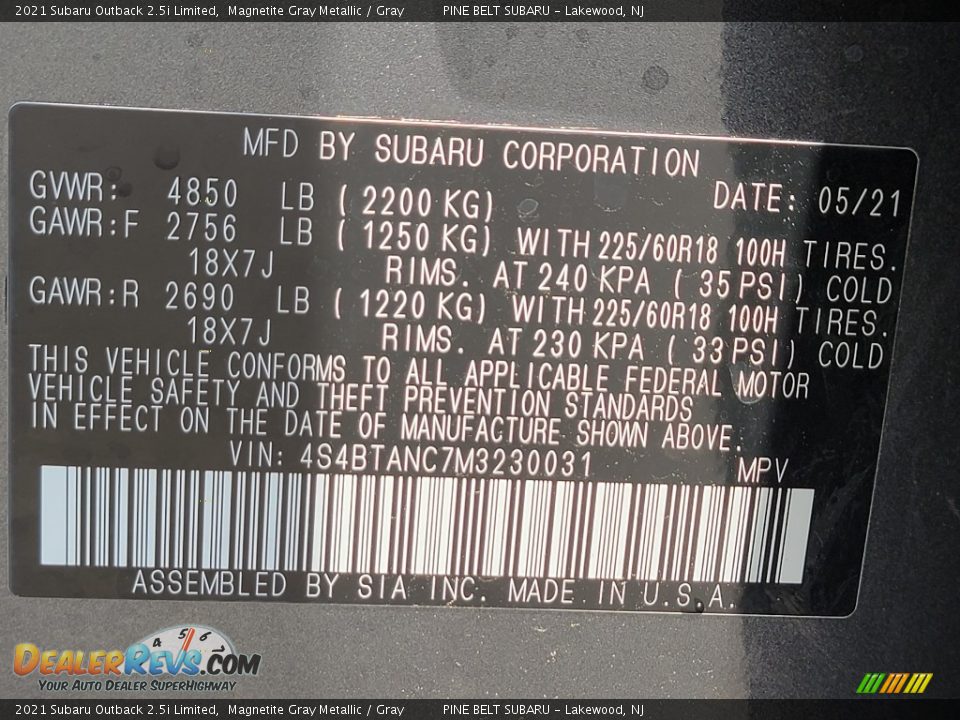 2021 Subaru Outback 2.5i Limited, Magnetite Gray Metallic / Gray PINE BELT SUBARU - Lakewood, NJ
MFD BY SUBARU CORPORATION
GVWR: 4850 LB ( 2200 KG) DATE: 05/21
GAWR:F 2756 LB ( 1250 KG) WITH 225/60R18 100H TIRES.
18X7J RIMS. AT 240 KPA ( 35 PSI) COLD
GAWR:R 2690 LB ( 1220 KG) WITH 225/60R18 100H TIRES.
18X7J RIMS. AT 230 KPA ( 33 PSI) COLD
THIS VEHICLE CONFORMS TO ALL APPLICABLE FEDERAL MOTOR
VEHICLE SAFETY AND THEFT PREVENTION STANDARDS
IN EFFECT ON THE DATE OF MANUFACTURE SHOWN ABOVE.
VIN: 4S4BTANC7M3230031 MPV
ASSEMBLED BY SIA INC. MADE IN U.S.A.
4 5 6 7
DEALERREVS.COM
YOUR AUTO DEALER SUPERHIGHWAY
2021 Subaru Outback 2.5i Limited, Magnetite Gray Metallic / Gray PINE BELT SUBARU - Lakewood, NJ